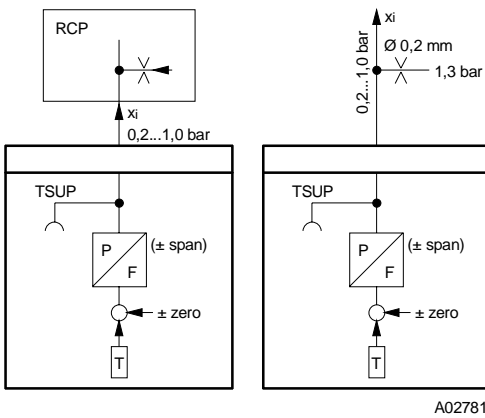 RCP
xi
0,2...1,0 bar
TSUP
P
F
(± span)
± zero
T
xi
0,2...1,0 bar
Ø 0,2 mm
1,3 bar
TSUP
P
F
(± span)
± zero
T
A02781